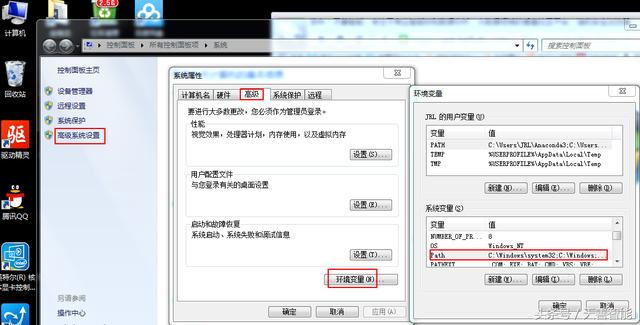 2.5G
计算机
回收站
驱
驱动精灵
腾讯QQ
控制面板 ▸ 所有控制面板项 ▸ 系统
搜索控制面板
控制面板主页
设备管理器
远程设置
系统保护
高级系统设置
另请参阅
操作中心
系统属性
计算机名 硬件 高级 系统保护 远程
要进行大多数更改,您必须作为管理员登录。
性能
视觉效果,处理器计划,内存使用,以及虚拟内存
设置(S)...
用户配置文件
与您登录有关的桌面设置
设置(E)...
启动和故障恢复
系统启动、系统失败和调试信息
设置(T)...
环境变量(N)...
确定 取消 应用(A)
环境变量
JRL 的用户变量(U)
变量 值
PATH C:\Users\JRL\Anaconda3;C:\Users...
TEMP %USERPROFILE%\AppData\Local\Temp
TMP %USERPROFILE%\AppData\Local\Temp
新建(N)... 编辑(E)... 删除(D)
系统变量(S)
变量 值
NUMBER_OF_PR... 8
OS Windows_NT
Path C:\Windows\system32;C:\Windows;...
PATHEXT .COM;.EXE;.BAT;.CMD;.VBS;.VBE;
新建(W)... 编辑(I)... 删除(L)
确定 取消
头条号 / 天善智能